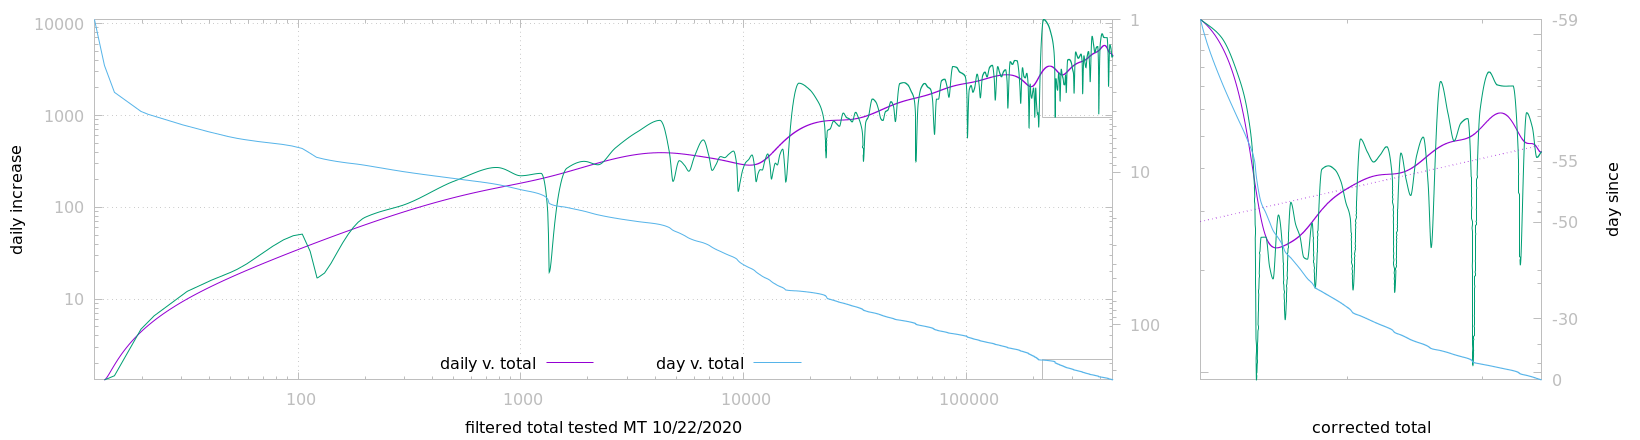 10000
1000
100
10
daily increase
daily v. total
day v. total
100
1000
10000
100000
filtered total tested MT 10/22/2020
1
10
100
-59
-55
-50
-30
0
day since
corrected total